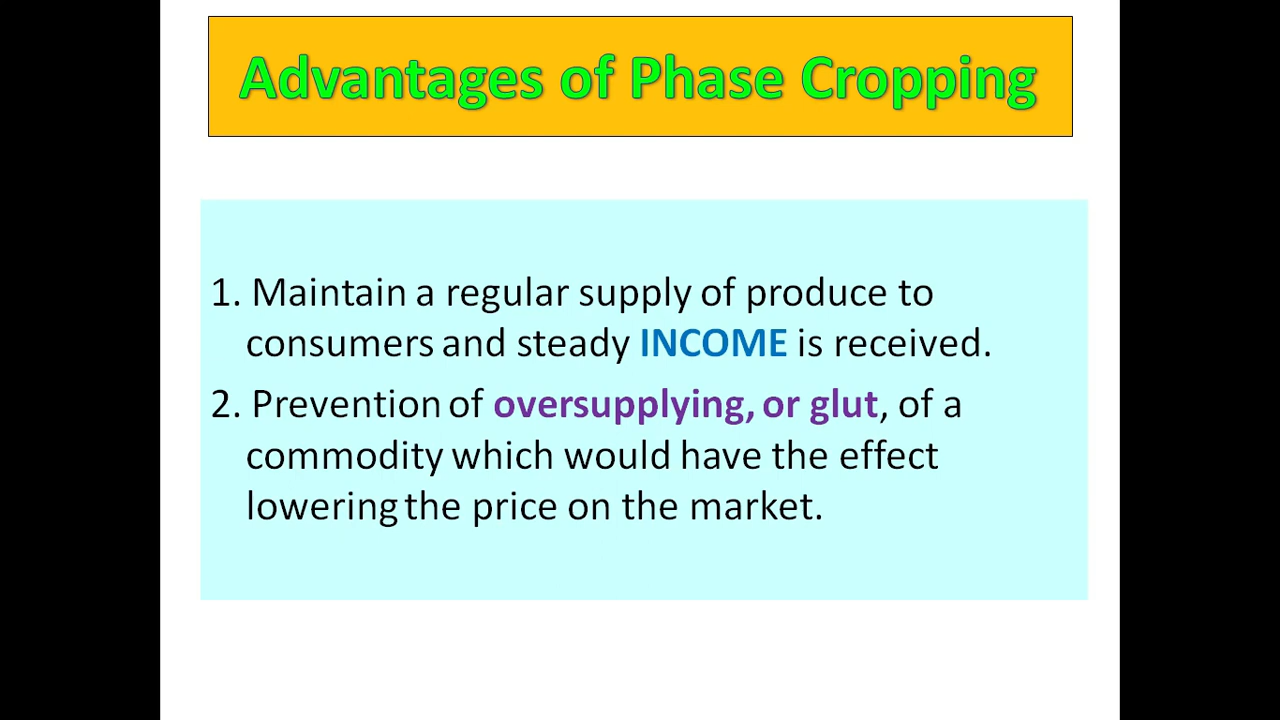 Advantages of Phase Cropping
1. Maintain a regular supply of produce to
consumers and steady INCOME is received.
2. Prevention of oversupplying, or glut, of a
commodity which would have the effect
lowering the price on the market.